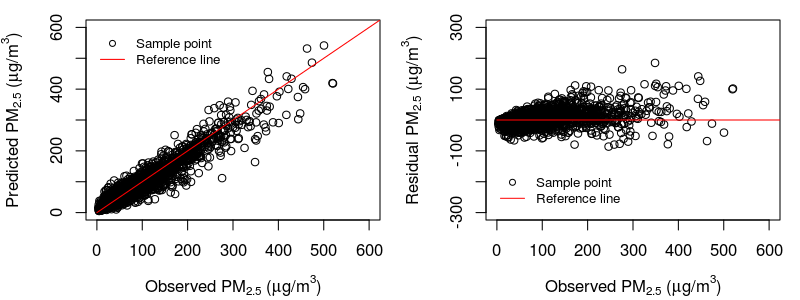 Predicted PM2.5 (μg/m³)
600
400
200
0
Sample point
Reference line
0 100 200 300 400 500 600
Observed PM2.5 (μg/m³)
Residual PM2.5 (μg/m³)
300
100
-100
-300
Sample point
Reference line
0 100 200 300 400 500 600
Observed PM2.5 (μg/m³)